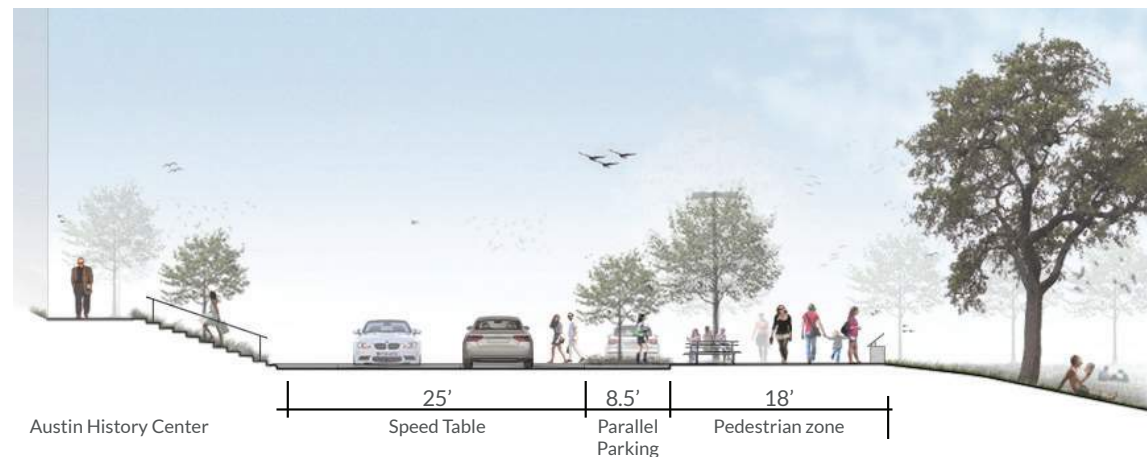 25’ 8.5’ 18’
Austin History Center Speed Table Parallel Pedestrian zone
Parking